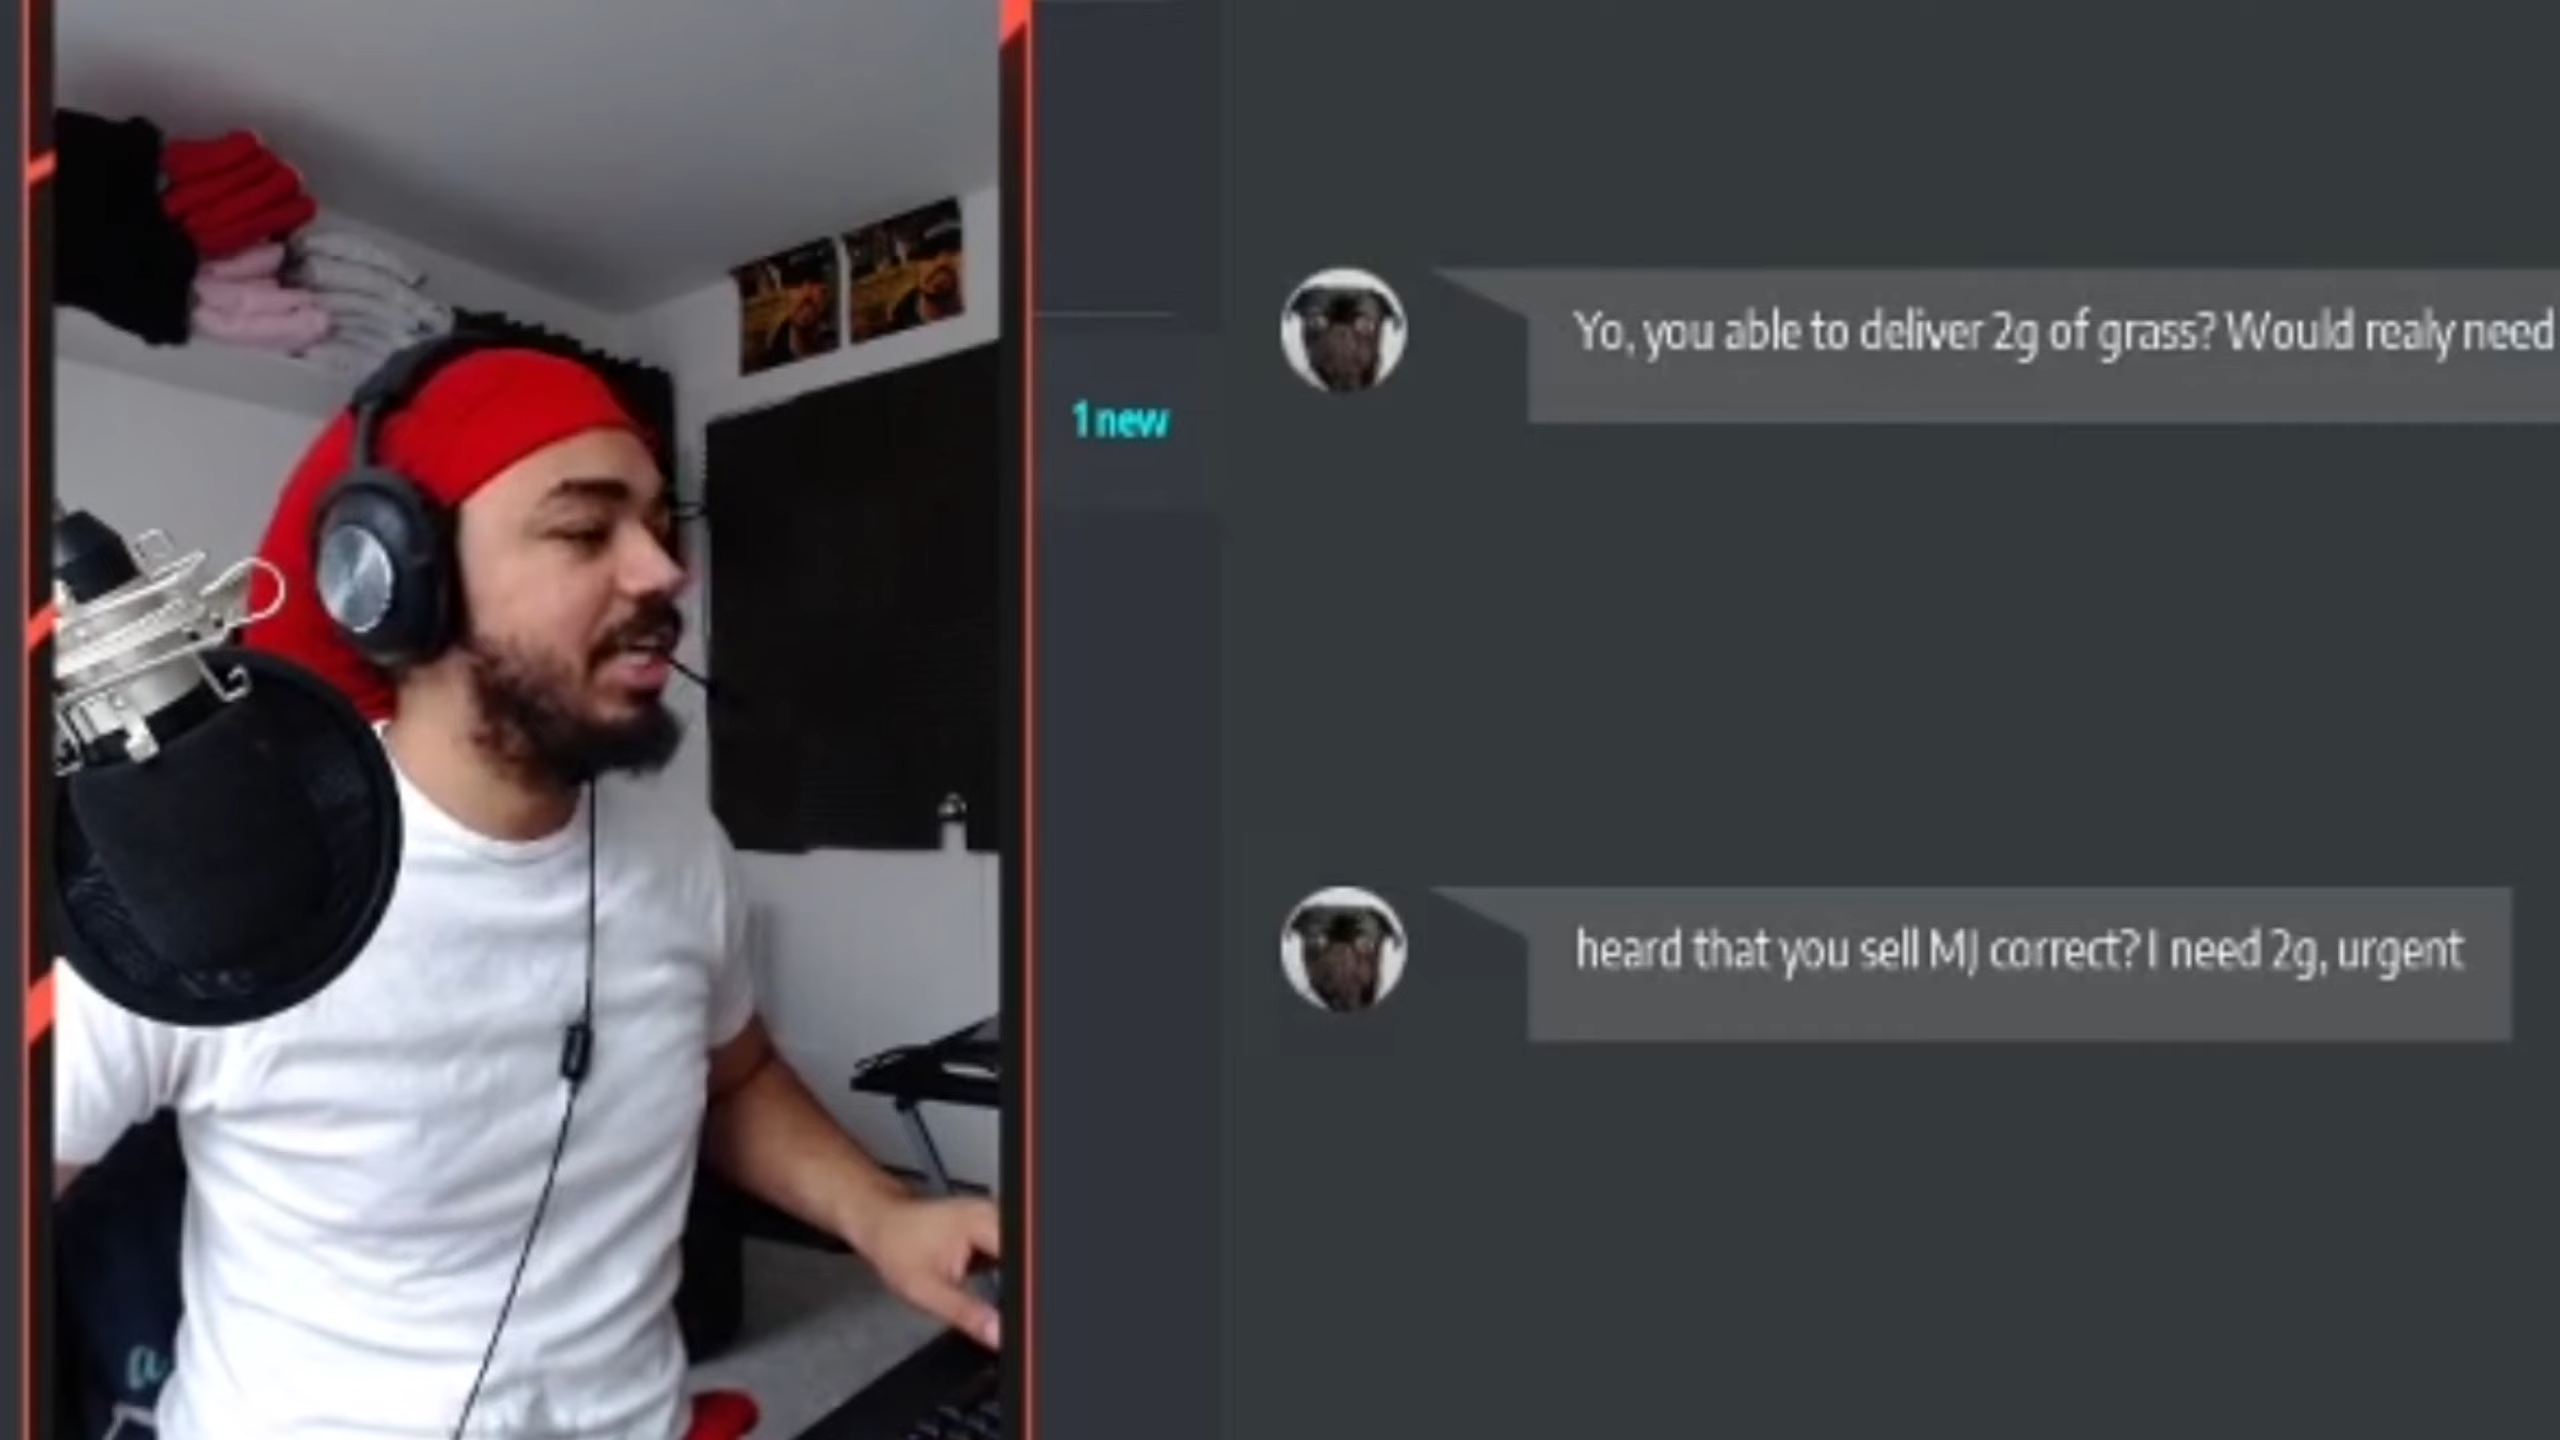 Yo, you able to deliver 2g of grass? Would realy need
1 new
heard that you sell MJ correct? I need 2g, urgent
a